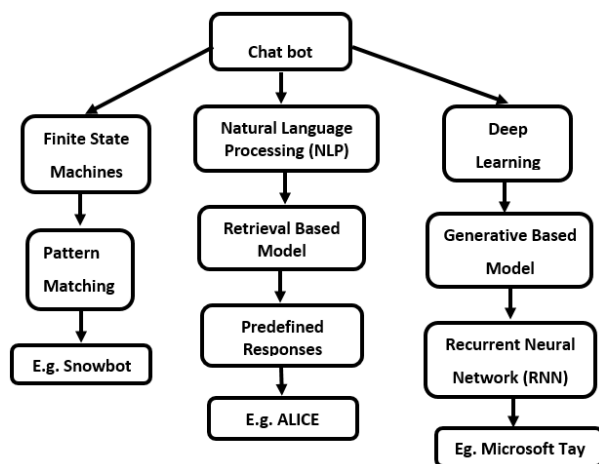 Chat bot
Finite State
Machines
Natural Language
Processing (NLP)
Deep
Learning
Pattern
Matching
Retrieval Based
Model
Generative Based
Model
E.g. Snowbot
Predefined
Responses
Recurrent Neural
Network (RNN)
E.g. ALICE
Eg. Microsoft Tay